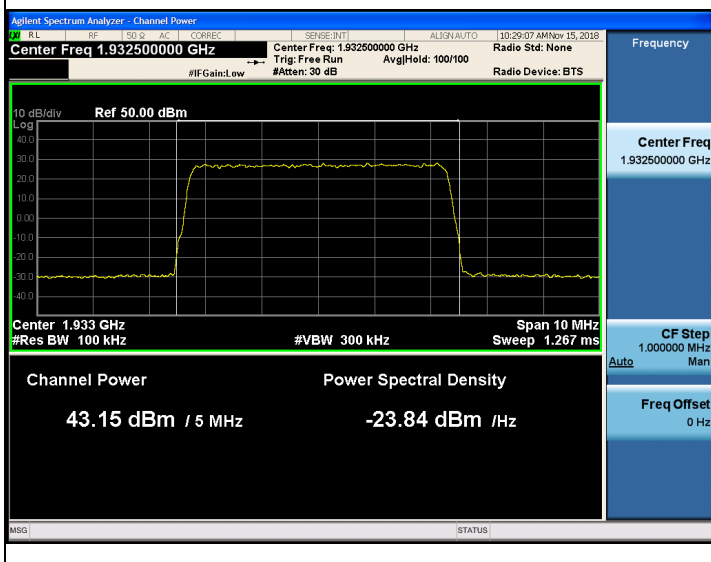 Agilent Spectrum Analyzer - Channel Power
LXI RL RF 50 Ω AC CORREC SENSE:INT ALIGN AUTO 10:29:07 AM Nov 15, 2018
Center Freq 1.932500000 GHz
Center Freq: 1.932500000 GHz Radio Std: None
Trig: Free Run Avg|Hold: 100/100
#IFGain:Low #Atten: 30 dB Radio Device: BTS
Frequency
10 dB/div Ref 50.00 dBm
Log
40.0
30.0
20.0
10.0
0.00
-10.0
-20.0
-30.0
-40.0
Center 1.933 GHz Span 10 MHz
#Res BW 100 kHz #VBW 300 kHz Sweep 1.267 ms
Channel Power Power Spectral Density
43.15 dBm / 5 MHz -23.84 dBm /Hz
Center Freq
1.932500000 GHz
CF Step
1.000000 MHz
Auto Man
Freq Offset
0 Hz
MSG STATUS